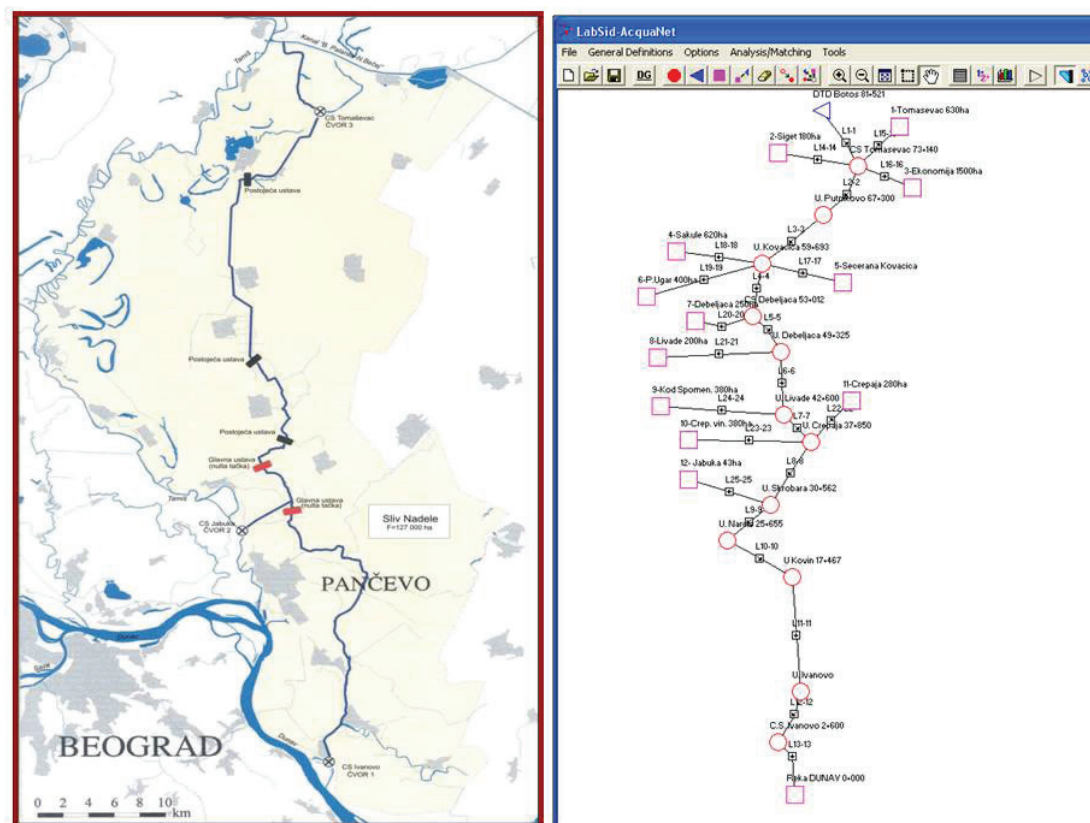 Kanal "B. Palanka-N.Bečej"
Tamiš
CS Tomaševac
ČVOR 3
Postojeća ustava
Postojeća ustava
Postojeća ustava
Glavna ustava
(nulta tačka)
Glavna ustava
(nulta tačka)
Tamiš
CS Jabuka
ČVOR 2
Sliv Nadele
F=127 000 ha
PANČEVO
Dunav
Sava
BEOGRAD
Dunav
CS Ivanovo
ČVOR 1
0 2 4 6 8 10
km
LabSid-AcquaNet
File General Definitions Options Analysis/Matching Tools
DG
DTD Botos 81+521
1-Tomasevac 630ha
L1-1
2-Siget 180ha
L14-14
CS Tomasevac 73+140
L16-16
3-Ekonomija 1500ha
L2-2
U. Putnikovo 67+300
L3-3
4-Sakule 620ha
L18-18
U. Kovacica 59+693
L19-19
L17-17
6-P.Ugar 400ha
L4-4
5-Secerana Kovacica
CS Debeljaca 53+012
7-Debeljaca 250ha
L20-20
L5-5
U. Debeljaca 49+325
8-Livade 200ha
L21-21
L6-6
9-Kod Spomen. 380ha
11-Crepaja 280ha
L24-24
U. Livade 42+600
L7-7
10-Crep. vin. 380ha
L23-23
U. Crepaja 37+850
L8-8
12- Jabuka 43ha
L25-25
U. Skrobara 30+562
L9-9
U. Nadel 25+655
L10-10
U Kovin 17+467
L11-11
U. Ivanovo
L12-12
C.S. Ivanovo 2+600
L13-13
Reka DUNAV 0+000